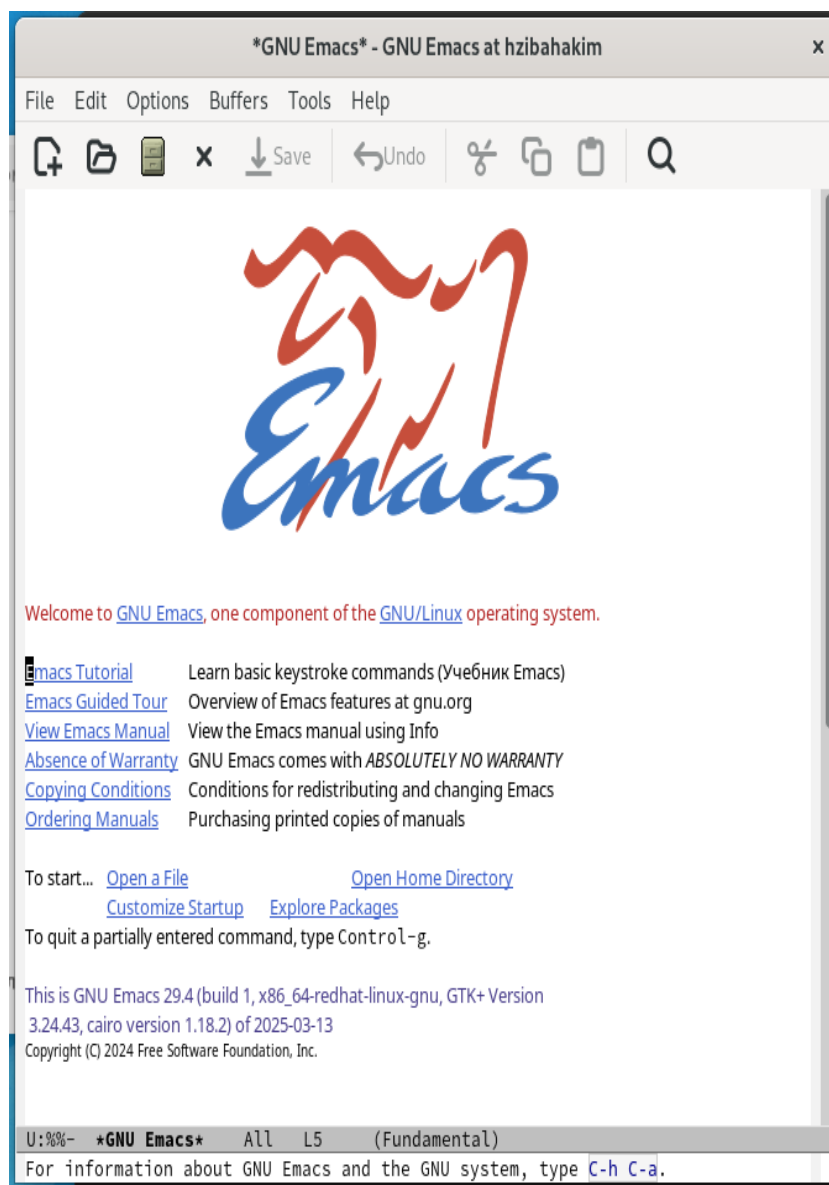 *GNU Emacs* - GNU Emacs at hzibahakim
File Edit Options Buffers Tools Help
Save Undo
Emacs
Welcome to GNU Emacs, one component of the GNU/Linux operating system.
Emacs Tutorial Learn basic keystroke commands (Учебник Emacs)
Emacs Guided Tour Overview of Emacs features at gnu.org
View Emacs Manual View the Emacs manual using Info
Absence of Warranty GNU Emacs comes with ABSOLUTELY NO WARRANTY
Copying Conditions Conditions for redistributing and changing Emacs
Ordering Manuals Purchasing printed copies of manuals
To start... Open a File Open Home Directory
Customize Startup Explore Packages
To quit a partially entered command, type Control-g.
This is GNU Emacs 29.4 (build 1, x86_64-redhat-linux-gnu, GTK+ Version
3.24.43, cairo version 1.18.2) of 2025-03-13
Copyright (C) 2024 Free Software Foundation, Inc.
U:%%- *GNU Emacs* All L5 (Fundamental)
For information about GNU Emacs and the GNU system, type C-h C-a.